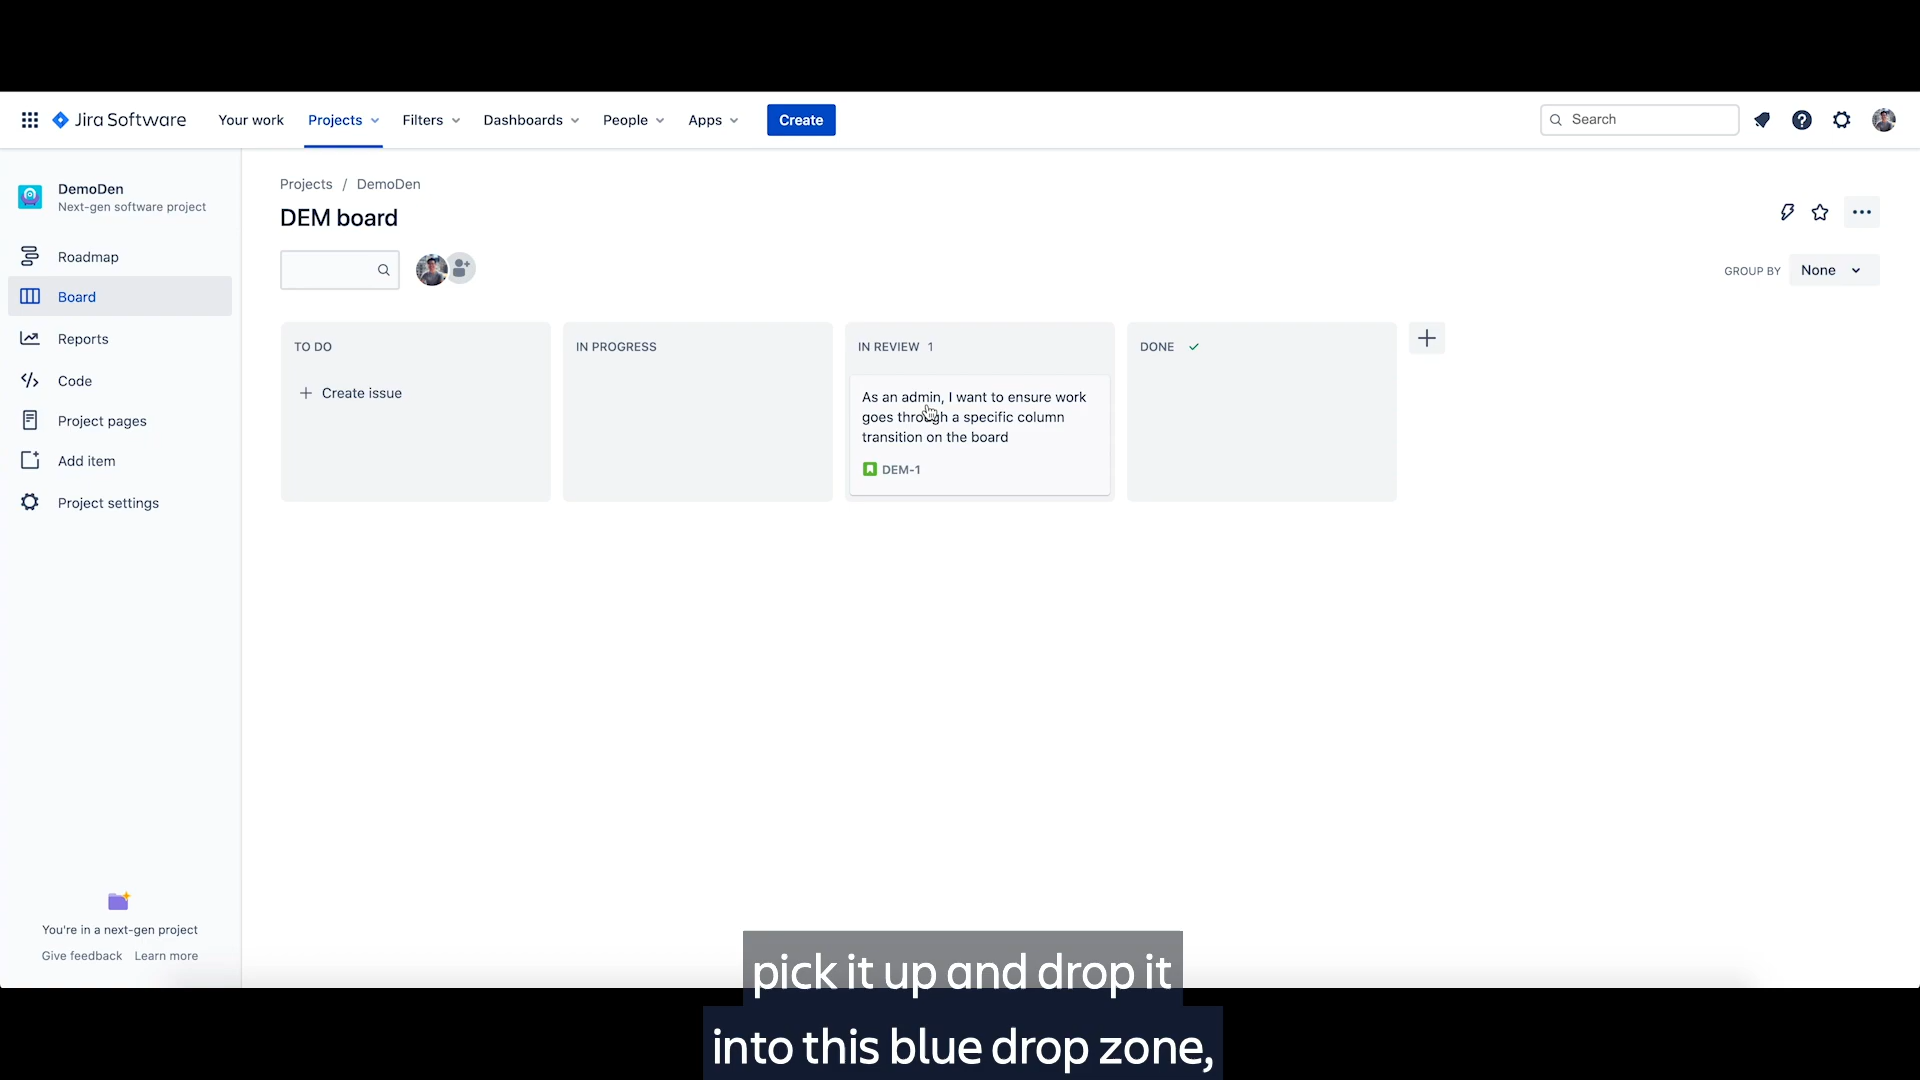 Jira Software
Your work
Projects
Filters
Dashboards
People
Apps
Create
Search
DemoDen
Next-gen software project
Roadmap
Board
Reports
Code
Project pages
Add item
Project settings
You're in a next-gen project
Give feedback Learn more
Projects / DemoDen
DEM board
GROUP BY None
TO DO
+ Create issue
IN PROGRESS
IN REVIEW 1
As an admin, I want to ensure work
goes through a specific column
transition on the board
DEM-1
DONE
pick it up and drop it
into this blue drop zone,